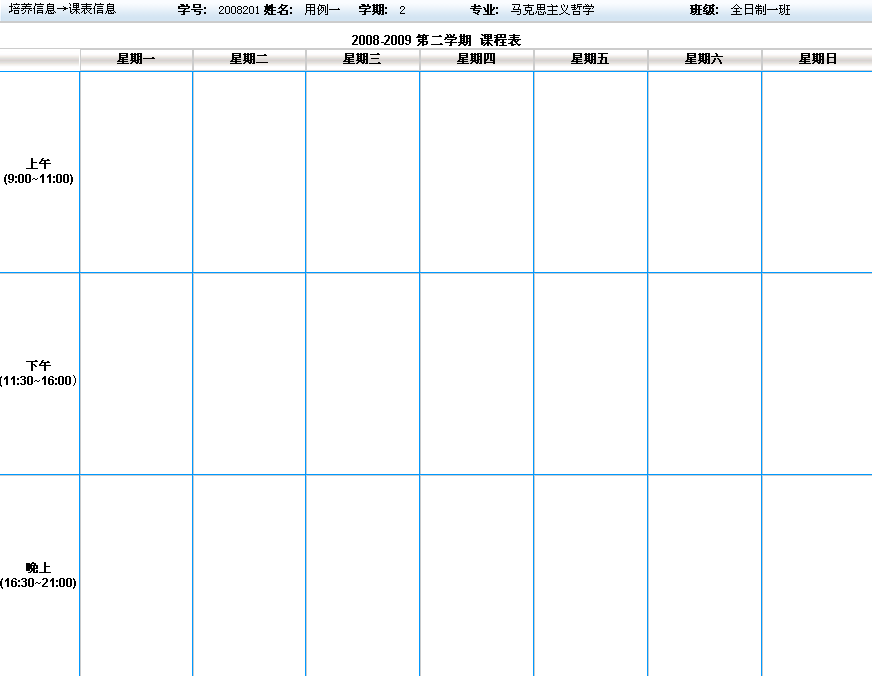 培养信息→课表信息 学号: 2008201 姓名: 用例一 学期: 2 专业: 马克思主义哲学 班级: 全日制一班
2008-2009 第二学期 课程表
星期一 星期二 星期三 星期四 星期五 星期六 星期日
上午
(9:00~11:00)
下午
(11:30~16:00)
晚上
(16:30~21:00)